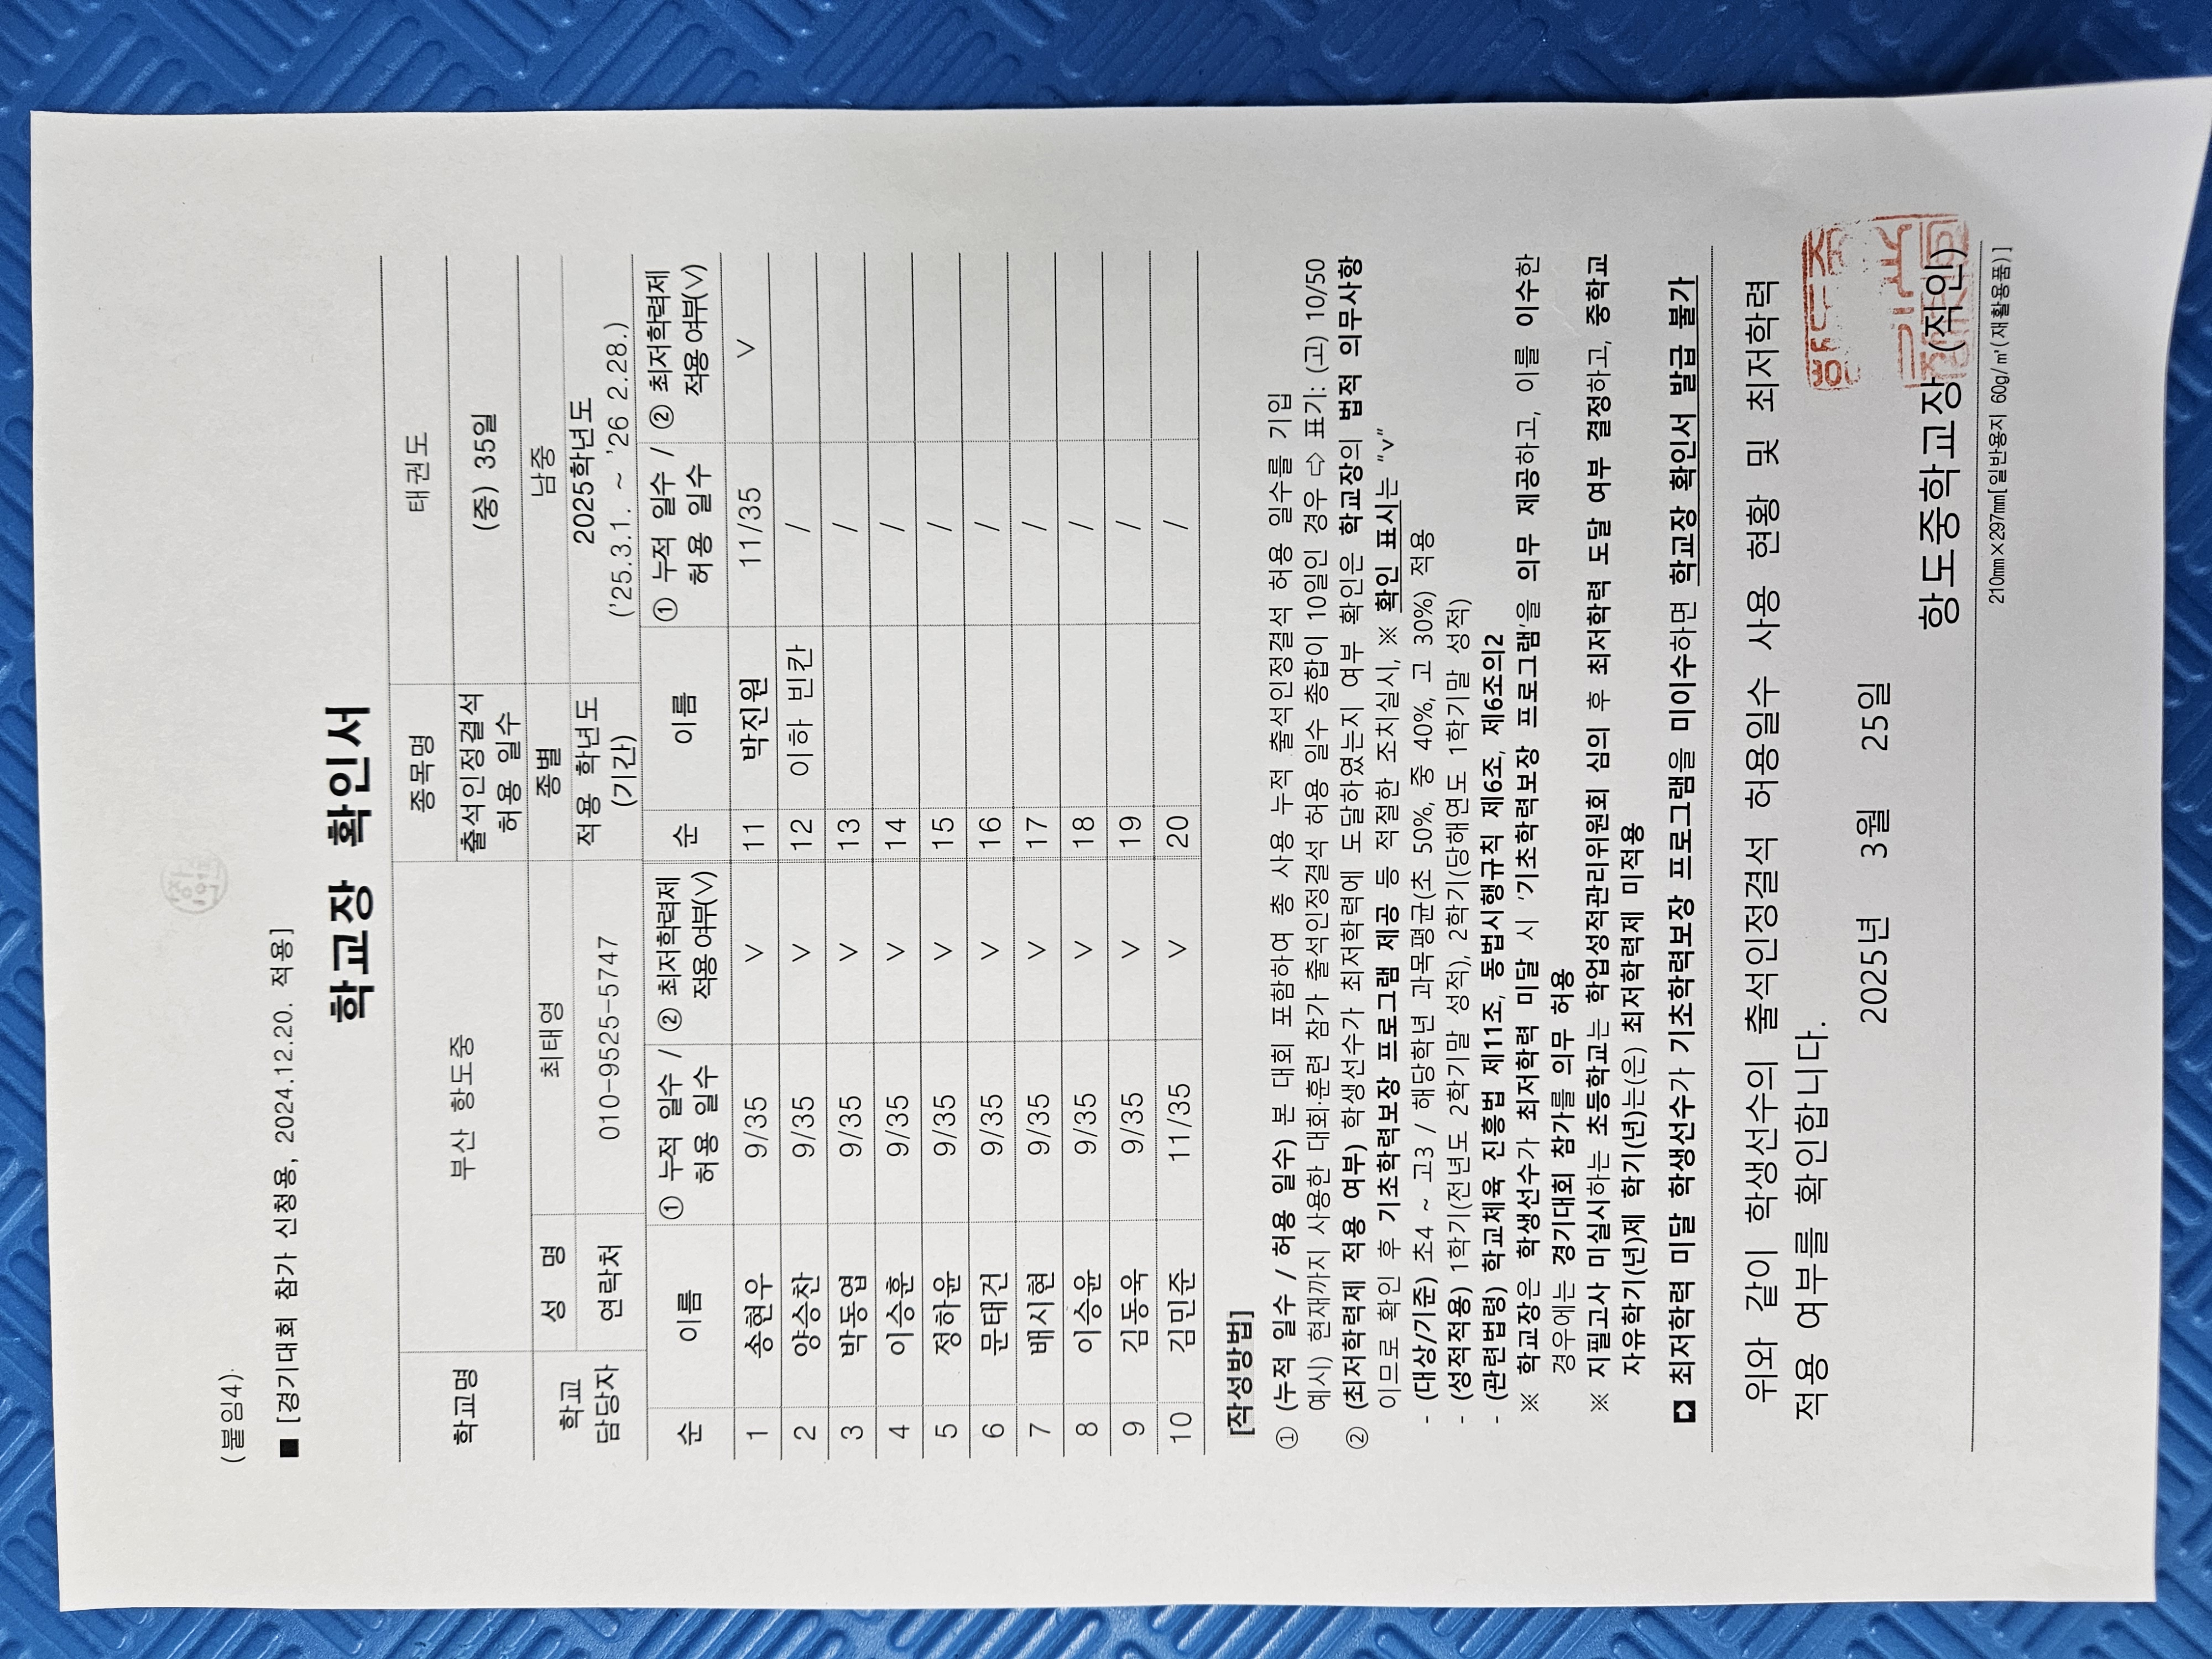 (붙임4).
■ [경기대회 참가 신청용, 2024.12.20. 적용]
학교장 확인서
학교명 부산 항도중 종목명 태권도
출석인정결석 허용 일수 (중) 35일
학교 담당자 성 명 최태영 종별 남중
연락처 010-9525-5747 적용 학년도 (기간) 2025학년도 ('25.3.1. ~ '26 2.28.)
순 이름 ① 누적 일수 / 허용 일수 ② 최저학력제 적용 여부(∨) 순 이름 ① 누적 일수 / 허용 일수 ② 최저학력제 적용 여부(∨)
1 송현우 9/35 ∨ 11 박진원 11/35 ∨
2 양승찬 9/35 ∨ 12 이하 빈칸 /
3 박동엽 9/35 ∨ 13 /
4 이승훈 9/35 ∨ 14 /
5 정하윤 9/35 ∨ 15 /
6 문태건 9/35 ∨ 16 /
7 배시현 9/35 ∨ 17 /
8 이승윤 9/35 ∨ 18 /
9 김동욱 9/35 ∨ 19 /
10 김민준 11/35 ∨ 20 /
[작성방법]
① (누적 일수 / 허용 일수) 본 대회 포함하여 총 사용 누적 출석인정결석 허용 일수를 기입
예시) 현재까지 사용한 대회·훈련 참가 출석인정결석 허용 일수 총합이 10일인 경우 ⇨ 표기: (고) 10/50
② (최저학력제 적용 여부) 학생선수가 최저학력에 도달하였는지 여부 확인은 학교장의 법적 의무사항
이므로 확인 후 기초학력보장 프로그램 제공 등 적절한 조치실시, ※ 확인 표시는 "v"
- (대상/기준) 초4 ~ 고3 / 해당학년 과목평균(초 50%, 중 40%, 고 30%) 적용
- (성적적용) 1학기(전년도 2학기말 성적), 2학기(당해연도 1학기말 성적)
- (관련법령) 학교체육 진흥법 제11조, 동법시행규칙 제6조, 제6조의2
※ 학교장은 학생선수가 최저학력 미달 시 '기초학력보장 프로그램'을 의무 제공하고, 이를 이수한
경우에는 경기대회 참가를 의무 허용
※ 지필고사 미실시하는 초등학교는 학업성적관리위원회 심의 후 최저학력 도달 여부 결정하고, 중학교
자유학기(년)제 학기(년)는(은) 최저학력제 미적용
➲ 최저학력 미달 학생선수가 기초학력보장 프로그램을 미이수하면 학교장 확인서 발급 불가
위와 같이 학생선수의 출석인정결석 허용일수 사용 현황 및 최저학력
적용 여부를 확인합니다.
2025년 3월 25일
항도중학교장 (직인)
210mm×297mm[일반용지 60g/㎡(재활용품)]